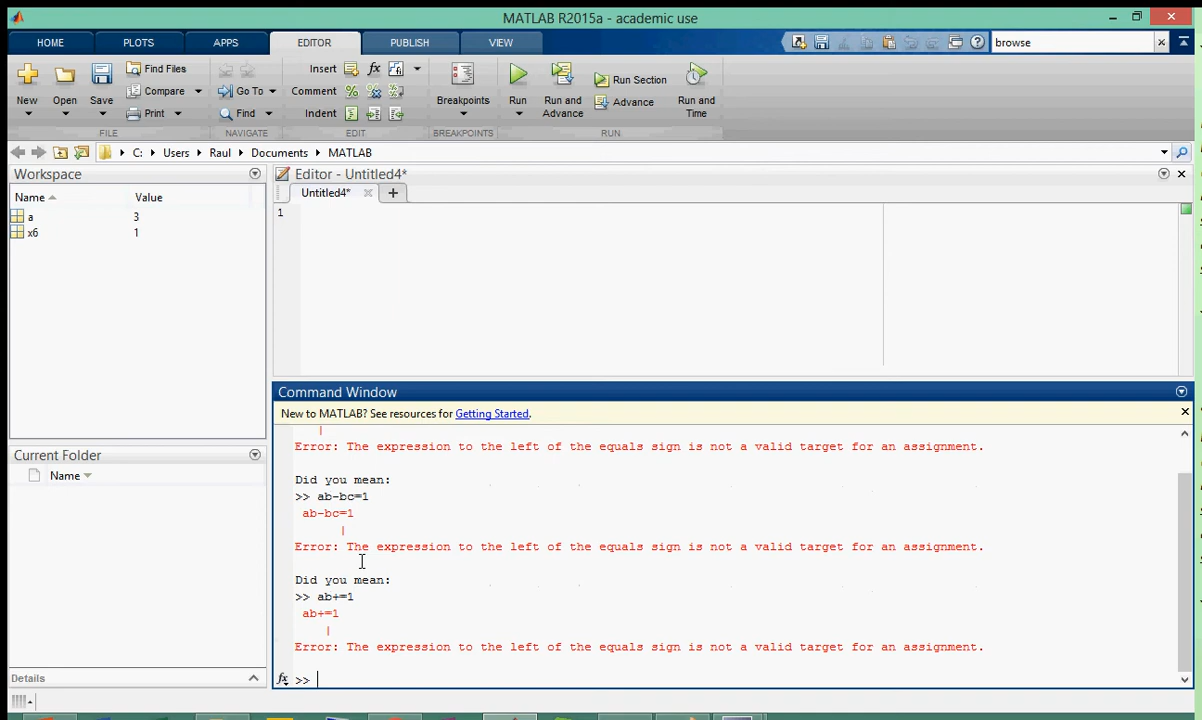 MATLAB R2015a - academic use
HOME PLOTS APPS EDITOR PUBLISH VIEW browse
New Open Save Find Files Compare Print
FILE
Go To Find
NAVIGATE
Insert fx Comment Indent
EDIT
Breakpoints
BREAKPOINTS
Run Run and Advance Run Section Advance Run and Time
RUN
C: Users Raul Documents MATLAB
Workspace
Name Value
a 3
x6 1
Current Folder
Name
Details
Editor - Untitled4*
Untitled4* +
1
Command Window
New to MATLAB? See resources for Getting Started.
|
Error: The expression to the left of the equals sign is not a valid target for an assignment.
Did you mean:
>> ab-bc=1
ab-bc=1
|
Error: The expression to the left of the equals sign is not a valid target for an assignment.
Did you mean:
>> ab+=1
ab+=1
|
Error: The expression to the left of the equals sign is not a valid target for an assignment.
fx >>